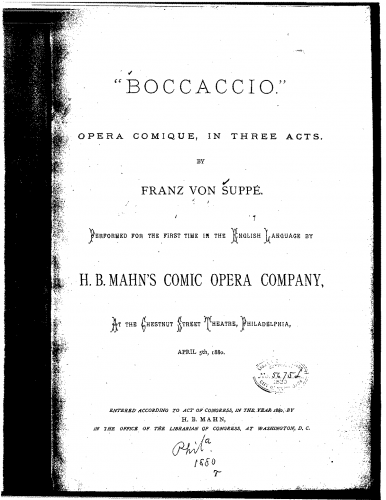 "BOCCACCIO."
OPERA COMIQUE, IN THREE ACTS.
BY
FRANZ VON SUPPÉ.
PERFORMED FOR THE FIRST TIME IN THE ENGLISH LANGUAGE BY
H. B. MAHN'S COMIC OPERA COMPANY,
AT THE CHESTNUT STREET THEATRE, PHILADELPHIA,
APRIL 5th, 1880.
ENTERED ACCORDING TO ACT OF CONGRESS, IN THE YEAR 1880, BY
H. B. MAHN,
IN THE OFFICE OF THE LIBRARIAN OF CONGRESS, AT WASHINGTON, D. C.
Phila
1880